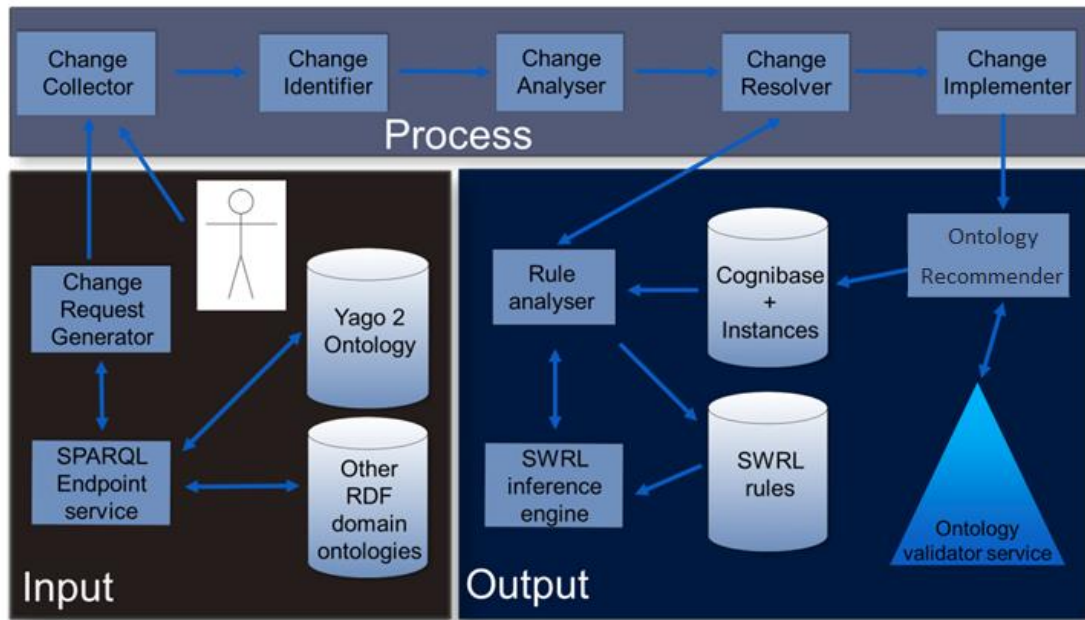 Change
Collector
Change
Identifier
Change
Analyser
Change
Resolver
Change
Implementer
Process
Change
Request
Generator
Yago 2
Ontology
SPARQL
Endpoint
service
Other
RDF
domain
ontologies
Input
Rule
analyser
Cognibase
+
Instances
Ontology
Recommender
SWRL
inference
engine
SWRL
rules
Ontology
validator service
Output